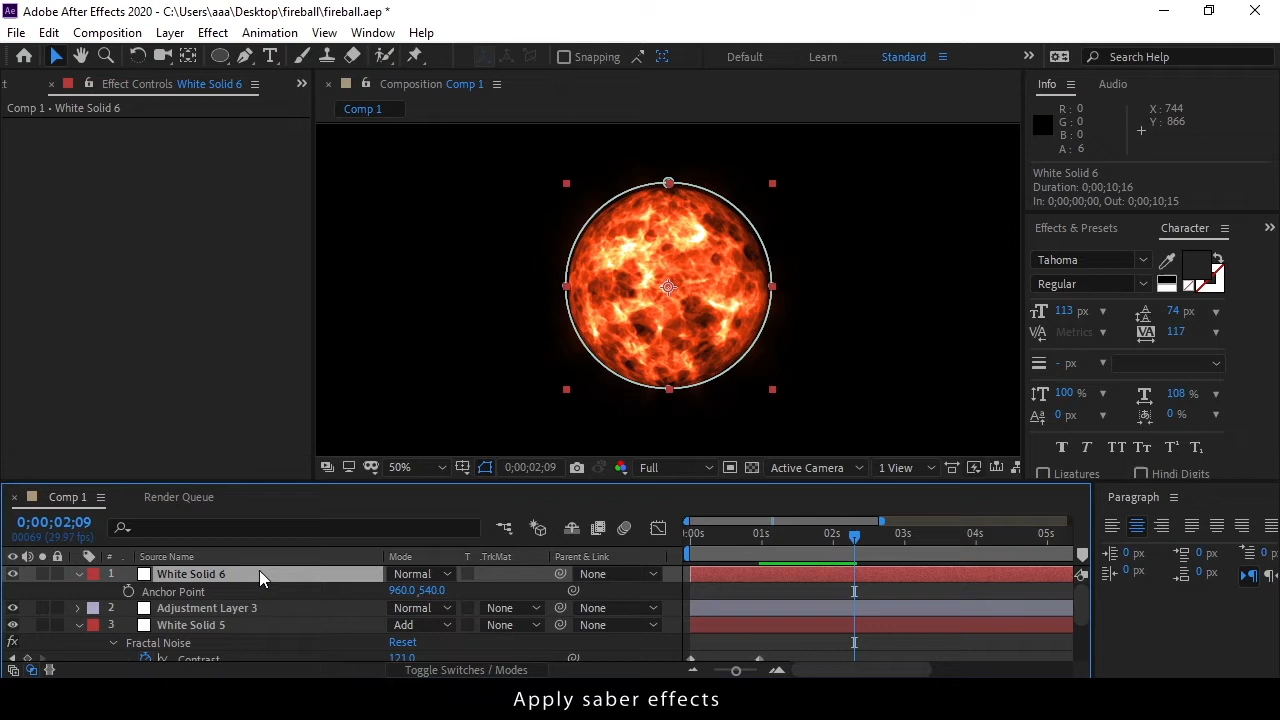 Adobe After Effects 2020 - C:\Users\aaa\Desktop\fireball\fireball.aep *
File Edit Composition Layer Effect Animation View Window Help
Snapping Default Learn Standard Search Help
Effect Controls White Solid 6
Composition Comp 1
Info Audio
Comp 1 • White Solid 6
Comp 1
R: 0
G: 0
B: 0
A: 6
X: 744
Y: 866
White Solid 6
Duration: 0;00;10;16
In: 0;00;00;00, Out: 0;00;10;15
Effects & Presets Character
Tahoma
Regular
113 px 74 px
Metrics 117
- px
100 % 108 %
0 px 0 %
Ligatures Hindi Digits
50% 0;00;02;09 Full Active Camera 1 View
Comp 1 Render Queue
Paragraph
0;00;02;09
00069 (29.97 fps)
:00s 01s 02s 03s 04s 05s
# Source Name Mode T .TrkMat Parent & Link
1 White Solid 6 Normal None
Anchor Point 960.0,540.0
2 Adjustment Layer 3 Normal None None
3 White Solid 5 Add None None
Fractal Noise Reset
Contrast 121.0
Toggle Switches / Modes
0 px 0 px 0 p
0 px 0 px
Apply saber effects